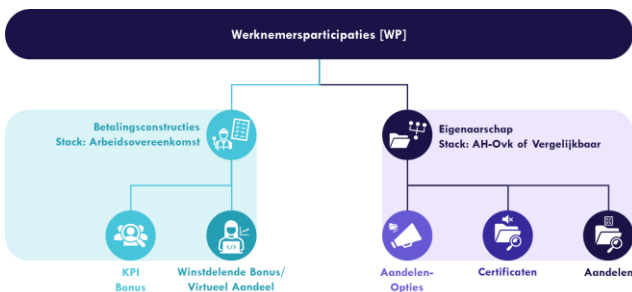 Werknemersparticipaties [WP]
Betalingsconstructies
Stack: Arbeidsovereenkomst
Eigenaarschap
Stack: AH-Ovk of Vergelijkbaar
KPI
Bonus
Winstdelende Bonus/
Virtueel Aandeel
Aandelen-
Opties
Certificaten
Aandelen